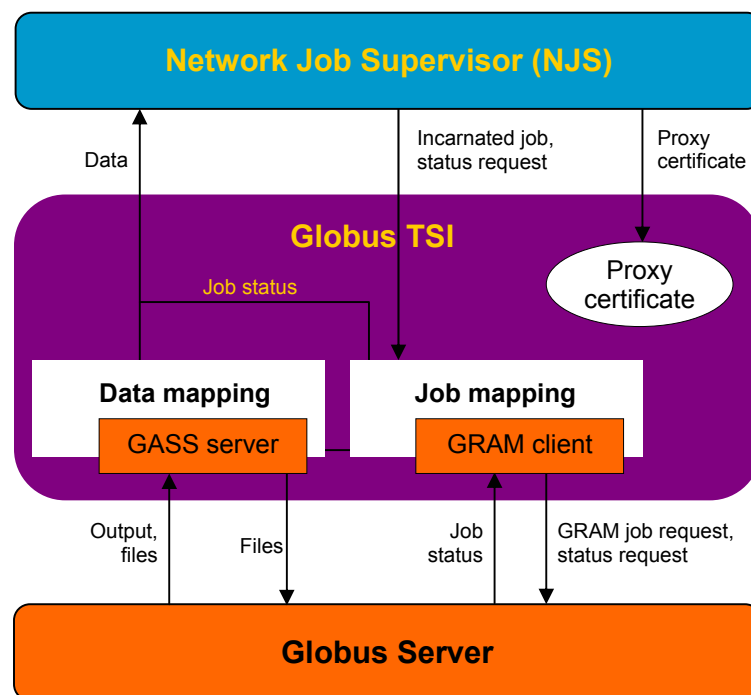 Network Job Supervisor (NJS)
Data
Incarnated job,
status request
Proxy
certificate
Globus TSI
Proxy
certificate
Job status
Data mapping
Job mapping
GASS server
GRAM client
Output,
files
Files
Job
status
GRAM job request,
status request
Globus Server